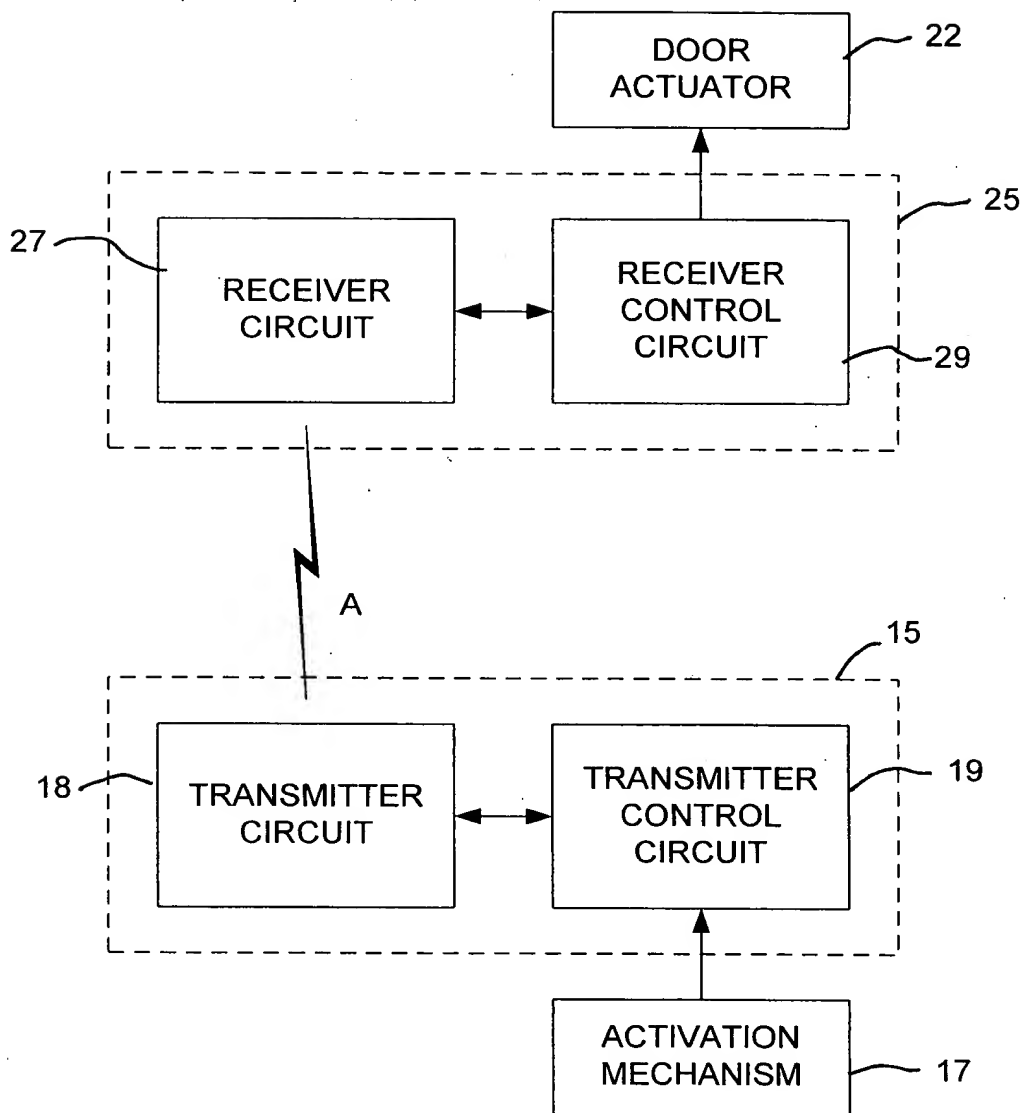 DOOR
ACTUATOR
22
25
27
RECEIVER
CIRCUIT
RECEIVER
CONTROL
CIRCUIT
29
A
15
18
TRANSMITTER
CIRCUIT
TRANSMITTER
CONTROL
CIRCUIT
19
ACTIVATION
MECHANISM
17